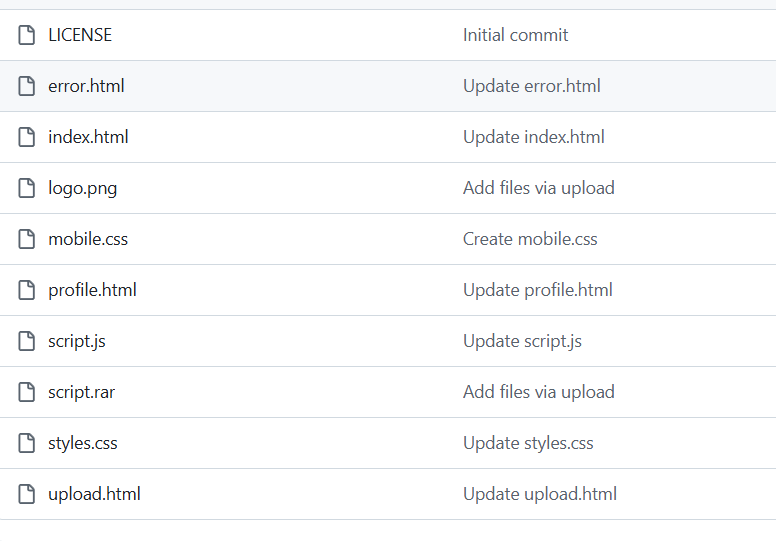 LICENSE Initial commit
error.html Update error.html
index.html Update index.html
logo.png Add files via upload
mobile.css Create mobile.css
profile.html Update profile.html
script.js Update script.js
script.rar Add files via upload
styles.css Update styles.css
upload.html Update upload.html